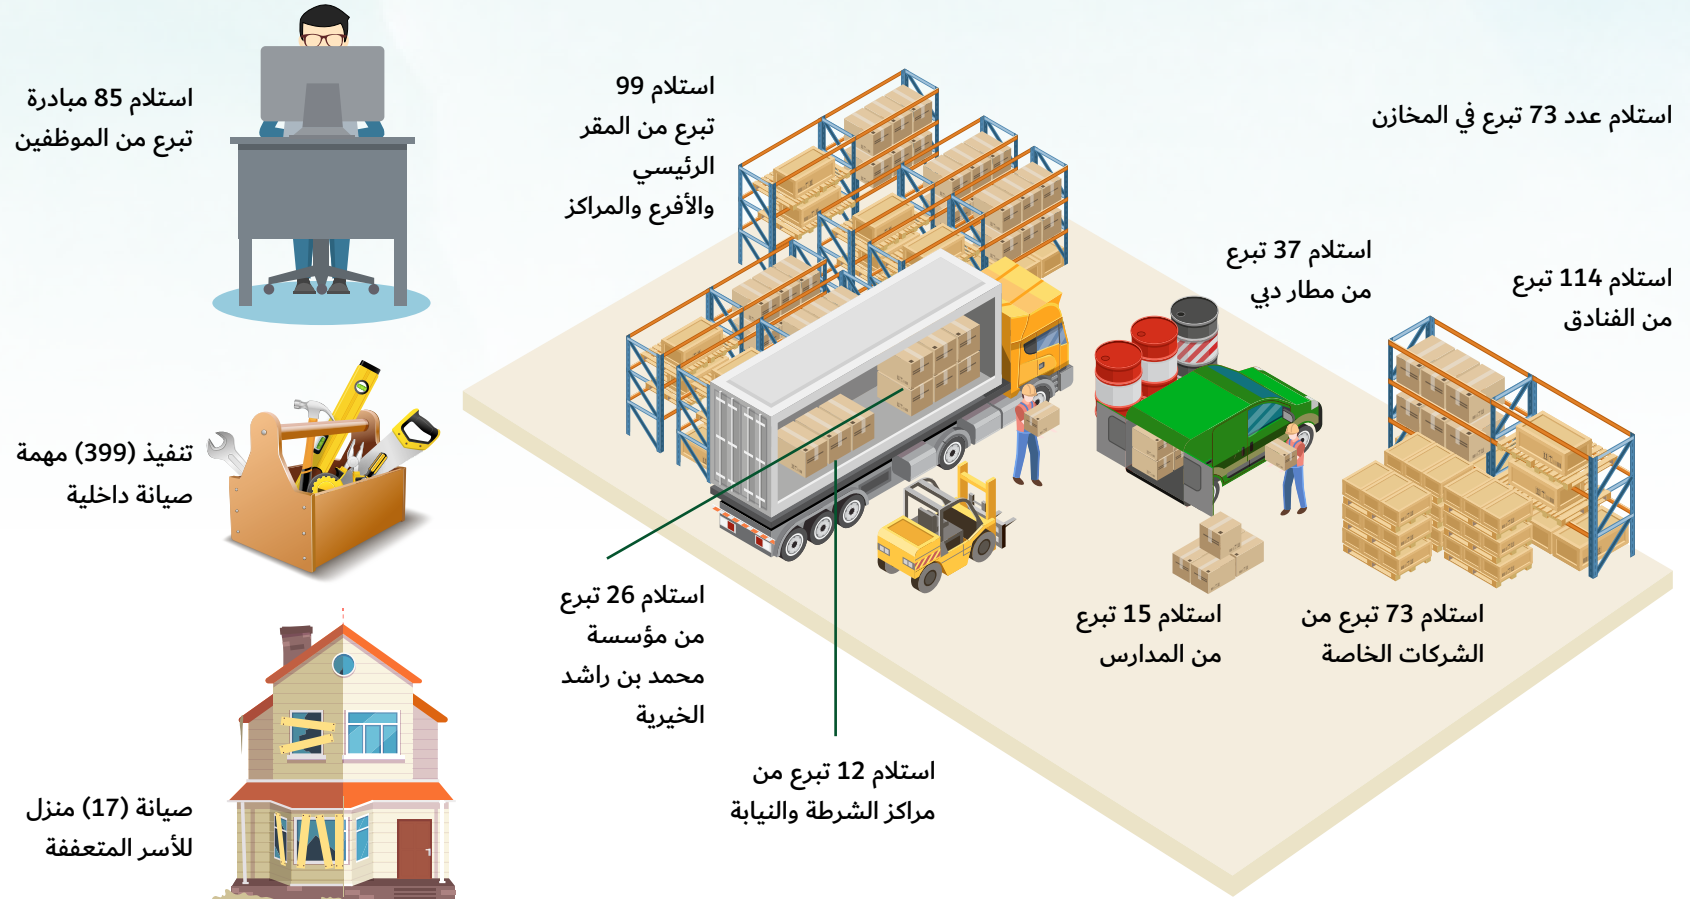 استلام عدد 73 تبرع في المخازن
استلام 114 تبرع
من الفنادق
استلام 37 تبرع
من مطار دبي
استلام 99
تبرع من المقر
الرئيسي
والأفرع والمراكز
استلام 85 مبادرة
تبرع من الموظفين
تنفيذ (399) مهمة
صيانة داخلية
استلام 73 تبرع من
الشركات الخاصة
استلام 15 تبرع
من المدارس
استلام 26 تبرع
من مؤسسة
محمد بن راشد
الخيرية
استلام 12 تبرع من
مراكز الشرطة والنيابة
صيانة (17) منزل
للأسر المتعففة